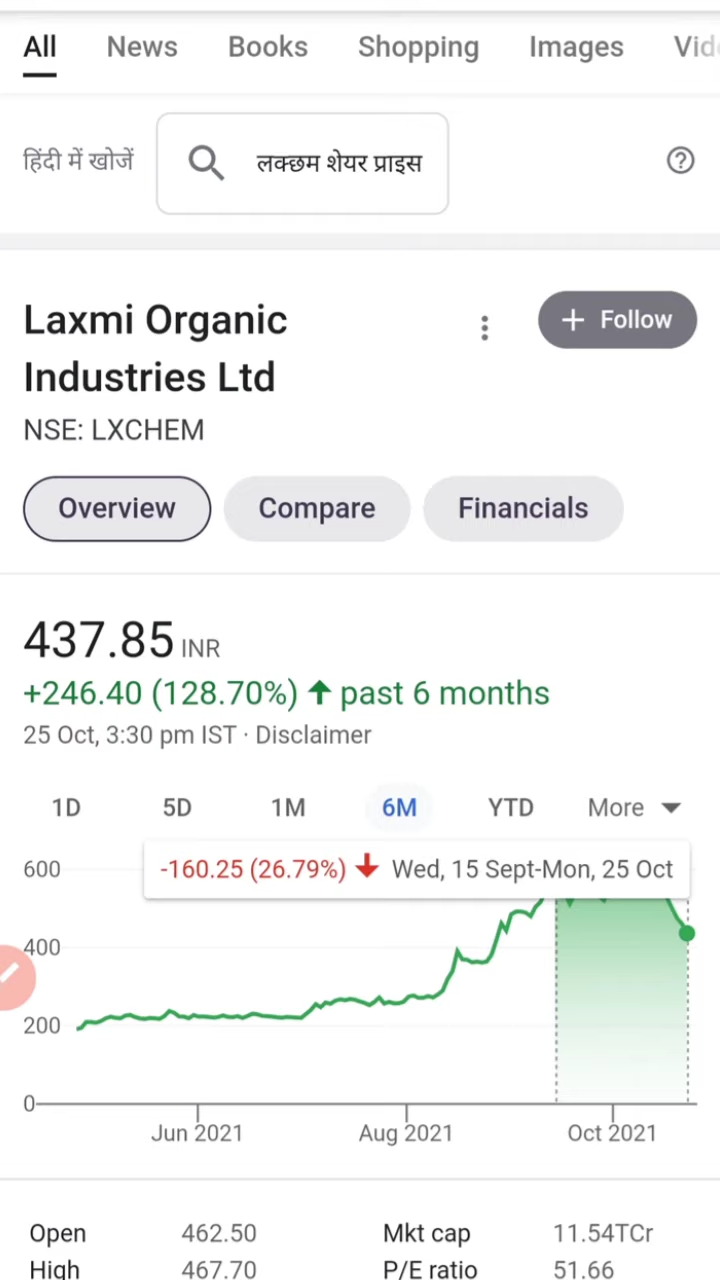 All News Books Shopping Images Vid
हिंदी में खोजें लक्छम शेयर प्राइस
Laxmi Organic
Industries Ltd
+ Follow
NSE: LXCHEM
Overview Compare Financials
437.85 INR
+246.40 (128.70%) ↑ past 6 months
25 Oct, 3:30 pm IST · Disclaimer
1D 5D 1M 6M YTD More
-160.25 (26.79%) ↓ Wed, 15 Sept-Mon, 25 Oct
600
400
200
0
Jun 2021 Aug 2021 Oct 2021
Open 462.50 Mkt cap 11.54TCr
High 467.70 P/E ratio 51.66